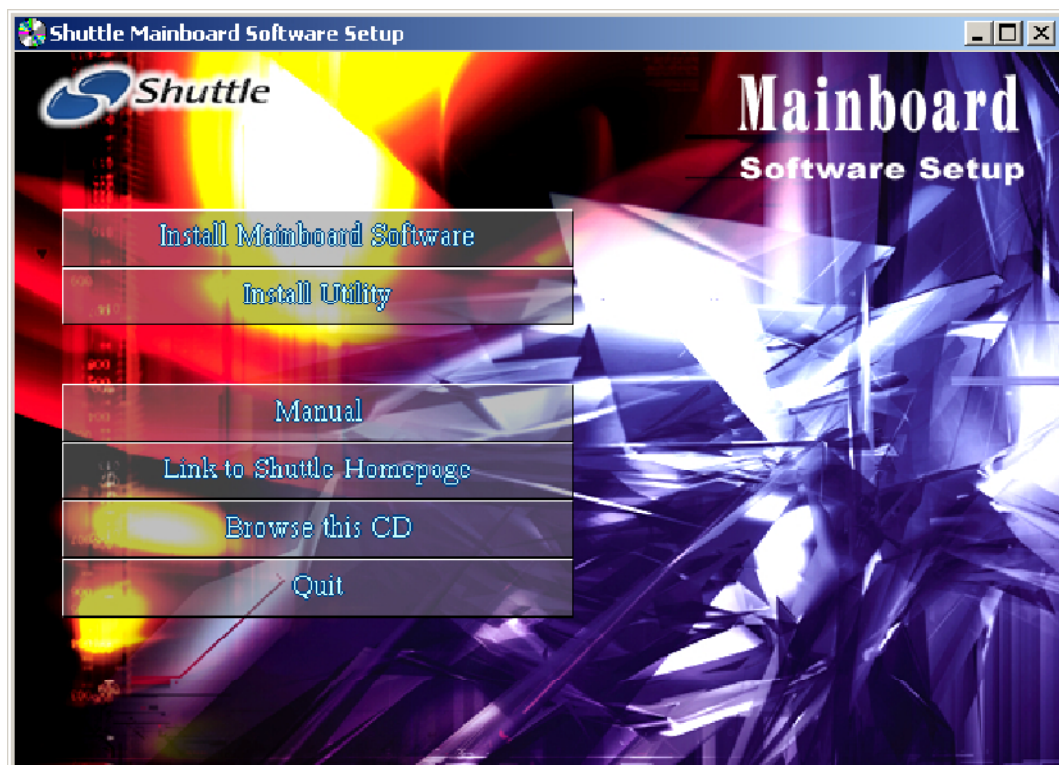 Shuttle Mainboard Software Setup
Shuttle
Mainboard
Software Setup
Install Mainboard Software
Install Utility
Manual
Link to Shuttle Homepage
Browse this CD
Quit